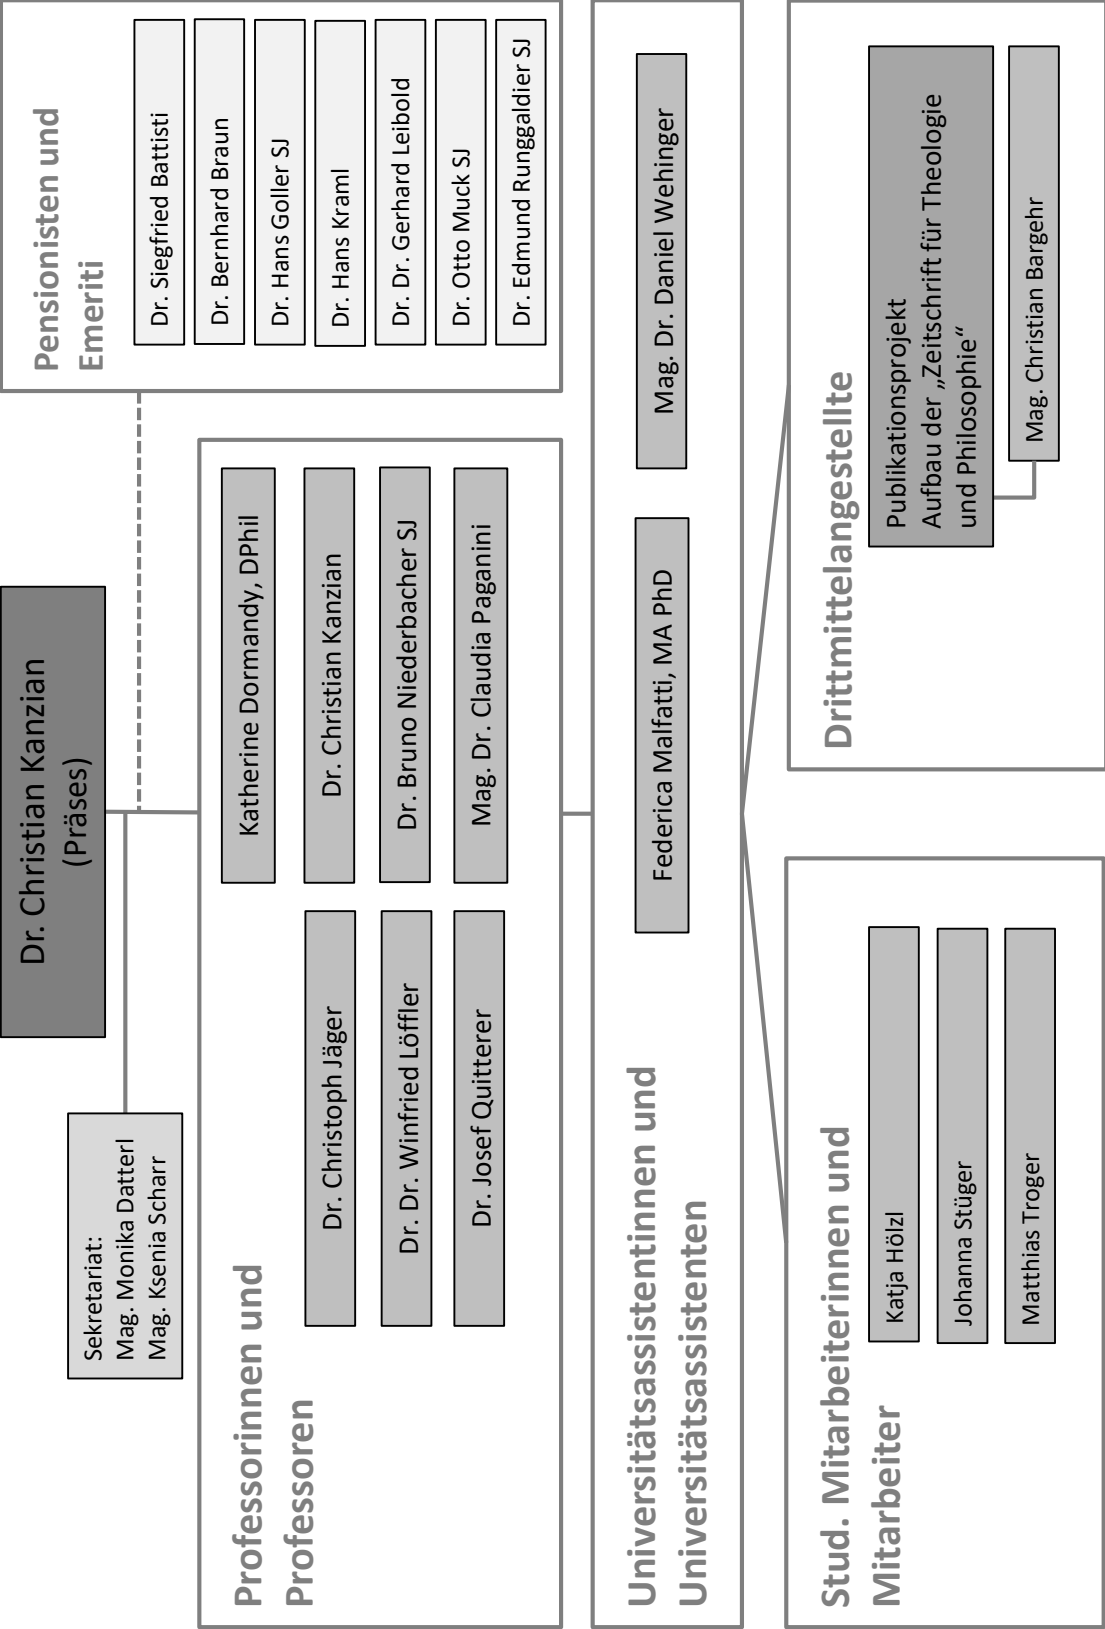 Dr. Christian Kanzian
(Präses)
Sekretariat:
Mag. Monika Datterl
Mag. Ksenia Scharr
Pensionisten und
Emeriti
Dr. Siegfried Battisti
Dr. Bernhard Braun
Dr. Hans Goller SJ
Dr. Hans Kraml
Dr. Dr. Gerhard Leibold
Dr. Otto Muck SJ
Dr. Edmund Runggaldier SJ
Professorinnen und
Professoren
Katherine Dormandy, DPhil
Dr. Christoph Jäger
Dr. Christian Kanzian
Dr. Dr. Winfried Löffler
Dr. Bruno Niederbacher SJ
Dr. Josef Quitterer
Mag. Dr. Claudia Paganini
Universitätsassistentinnen und
Universitätsassistenten
Federica Malfatti, MA PhD
Mag. Dr. Daniel Wehinger
Stud. Mitarbeiterinnen und
Mitarbeiter
Katja Hölzl
Johanna Stüger
Matthias Troger
Drittmittelangestellte
Publikationsprojekt
Aufbau der „Zeitschrift für Theologie
und Philosophie“
Mag. Christian Bargehr